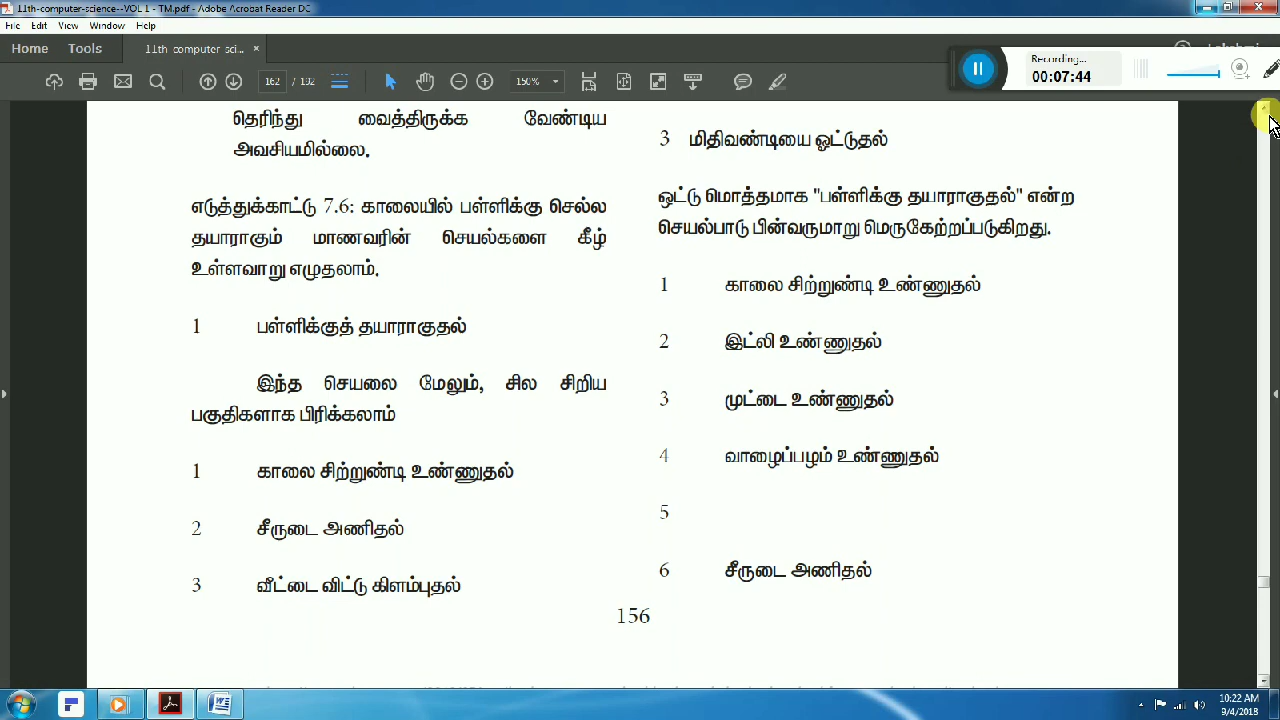 11th-computer-science--VOL 1 - TM.pdf - Adobe Acrobat Reader DC
File Edit View Window Help
Home Tools 11th computer sci... ×
162 / 192 150%
Recording...
00:07:44
தெரிந்து வைத்திருக்க வேண்டிய
அவசியமில்லை.
எடுத்துக்காட்டு 7.6: காலையில் பள்ளிக்கு செல்ல
தயாராகும் மாணவரின் செயல்களை கீழ்
உள்ளவாறு எழுதலாம்.
1 பள்ளிக்குத் தயாராகுதல்
இந்த செயலை மேலும், சில சிறிய
பகுதிகளாக பிரிக்கலாம்
1 காலை சிற்றுண்டி உண்ணுதல்
2 சீருடை அணிதல்
3 வீட்டை விட்டு கிளம்புதல்
3 மிதிவண்டியை ஓட்டுதல்
ஒட்டு மொத்தமாக "பள்ளிக்கு தயாராகுதல்" என்ற
செயல்பாடு பின்வருமாறு மெருகேற்றப்படுகிறது.
1 காலை சிற்றுண்டி உண்ணுதல்
2 இட்லி உண்ணுதல்
3 முட்டை உண்ணுதல்
4 வாழைப்பழம் உண்ணுதல்
5
6 சீருடை அணிதல்
156
10:22 AM
9/4/2018